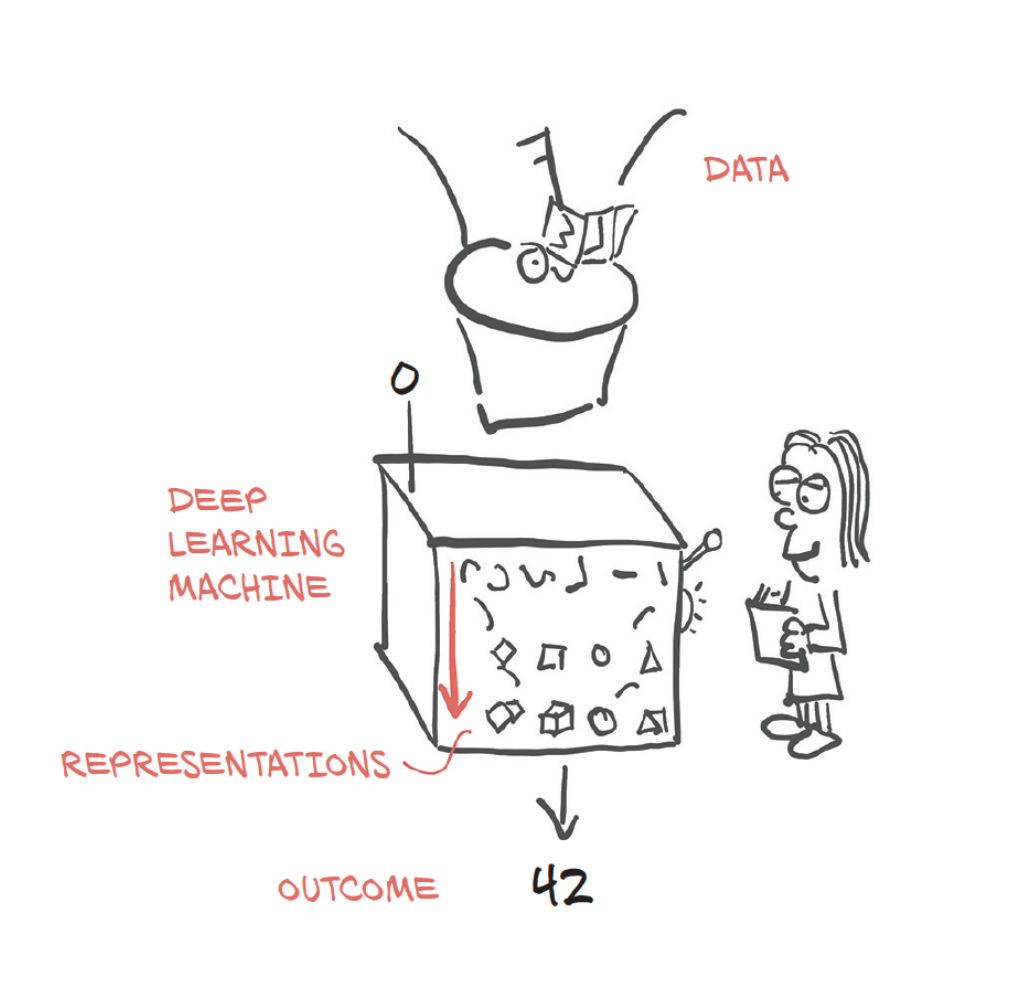 DATA
DEEP
LEARNING
MACHINE
REPRESENTATIONS
OUTCOME
42